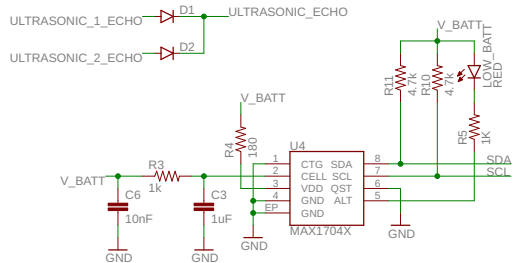 D1
ULTRASONIC_1_ECHO
ULTRASONIC_ECHO
D2
ULTRASONIC_2_ECHO
V_BATT
LOW_BATT
RED
R11
4.7k
R10
4.7k
V_BATT
R4
180
R5
1K
U4
R3
1k
V_BATT
C6
10nF
C3
1uF
1 CTG SDA 8
2 CELL SCL 7
3 VDD QST 6
4 GND ALT 5
EP GND
MAX1704X
SDA
SCL
GND
GND
GND
GND